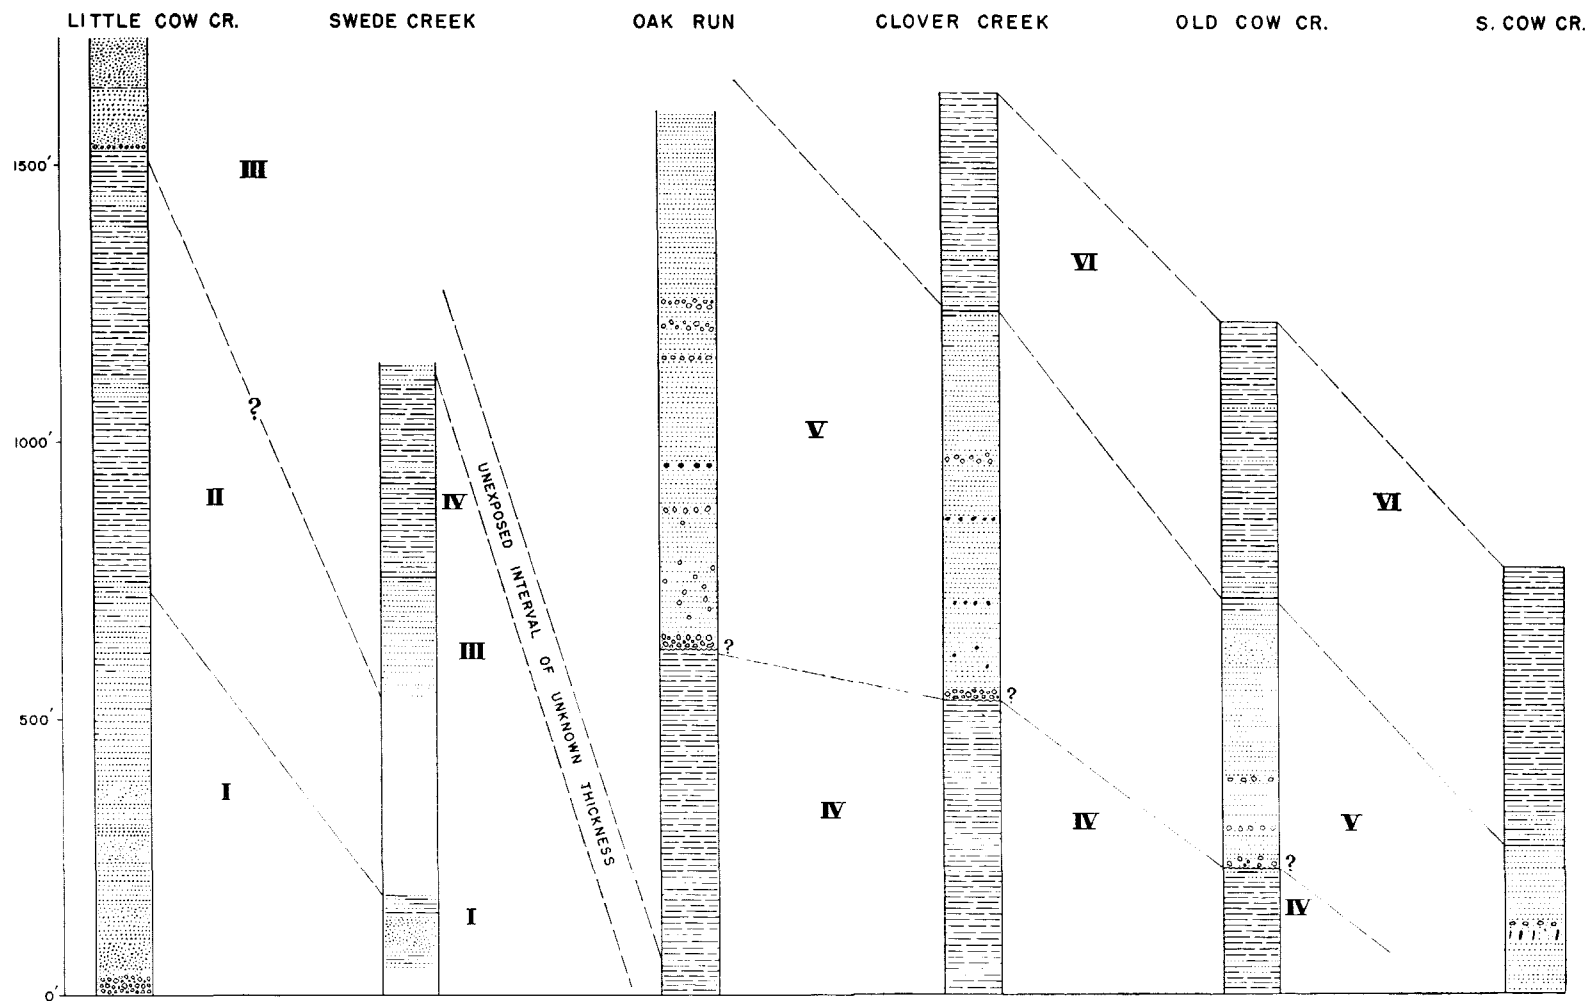 LITTLE COW CR. SWEDE CREEK OAK RUN CLOVER CREEK OLD COW CR. S. COW CR.
1500'
III
VI
?
1000'
V
II
IV
VI
UNEXPOSED INTERVAL OF UNKNOWN THICKNESS
500'
III
?
?
I
IV
IV
V
?
I
IV
0'